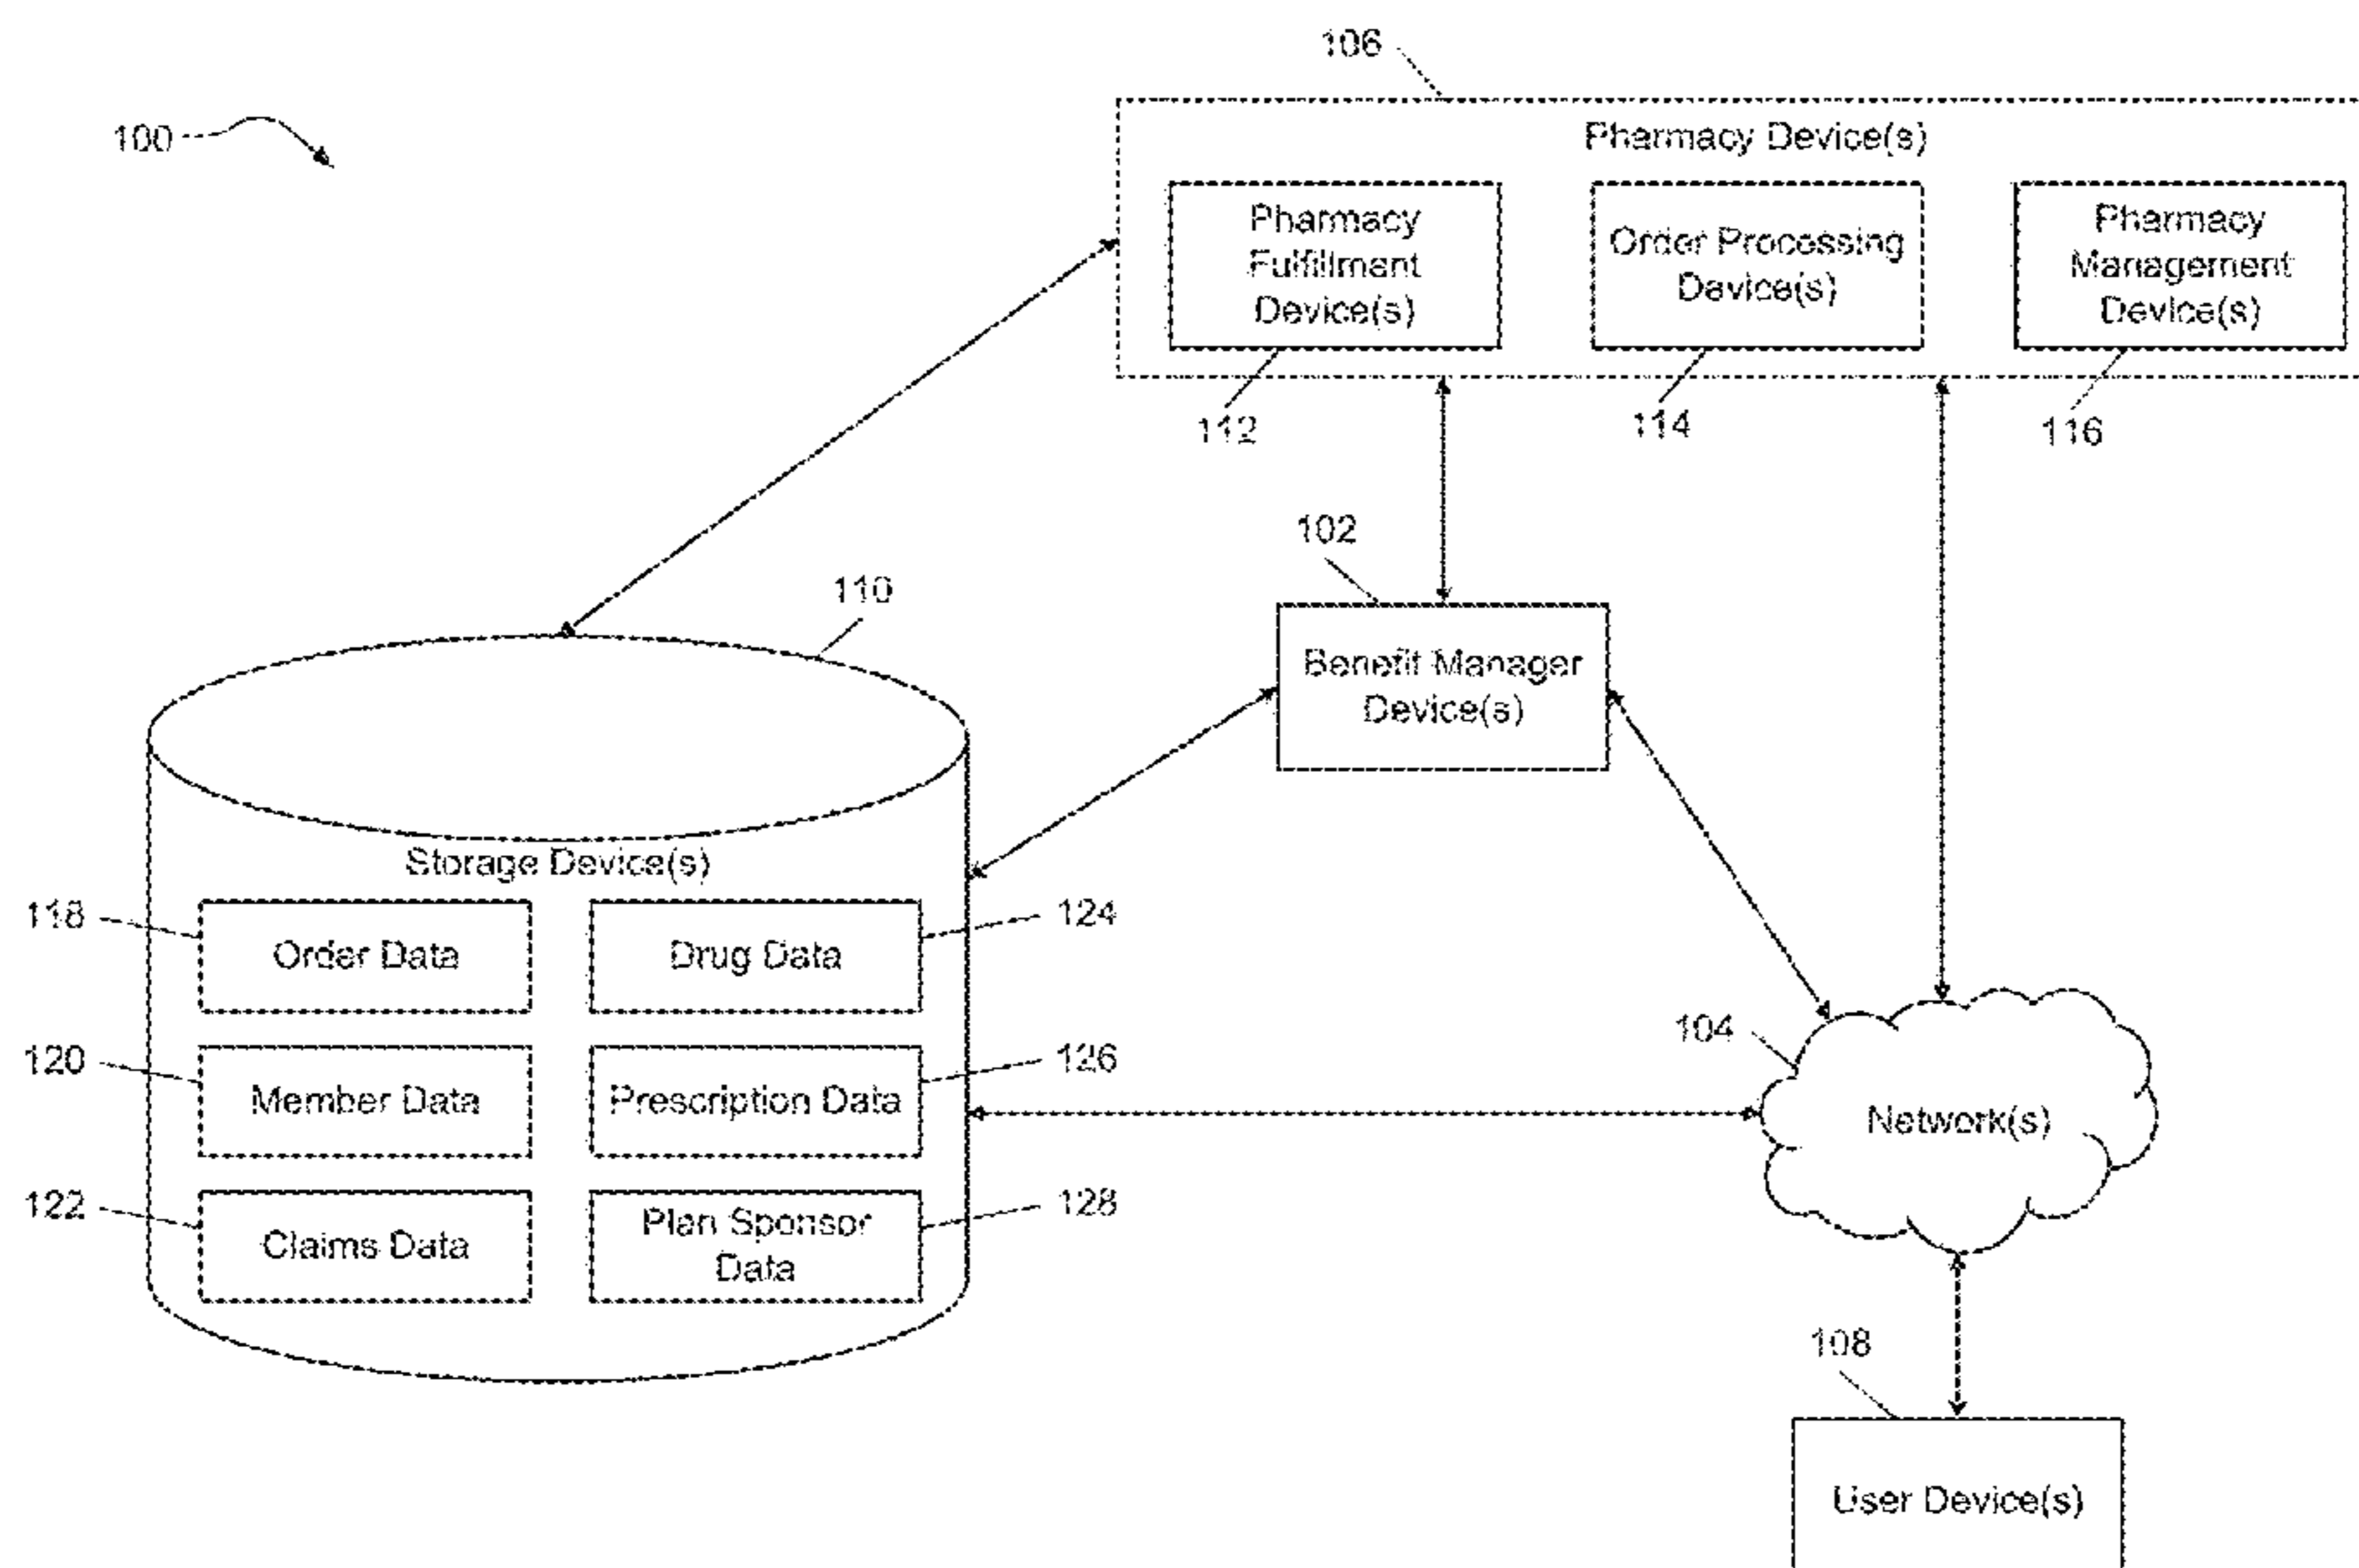 106
100
Pharmacy Device(s)
Pharmacy
Fulfillment
Device(s)
Order Processing
Device(s)
Pharmacy
Management
Device(s)
112
114
116
102
110
Benefit Manager
Device(s)
Storage Device(s)
118
Order Data
Drug Data
124
120
Member Data
Prescription Data
126
122
Claims Data
Plan Sponsor
Data
128
104
Network(s)
108
User Device(s)